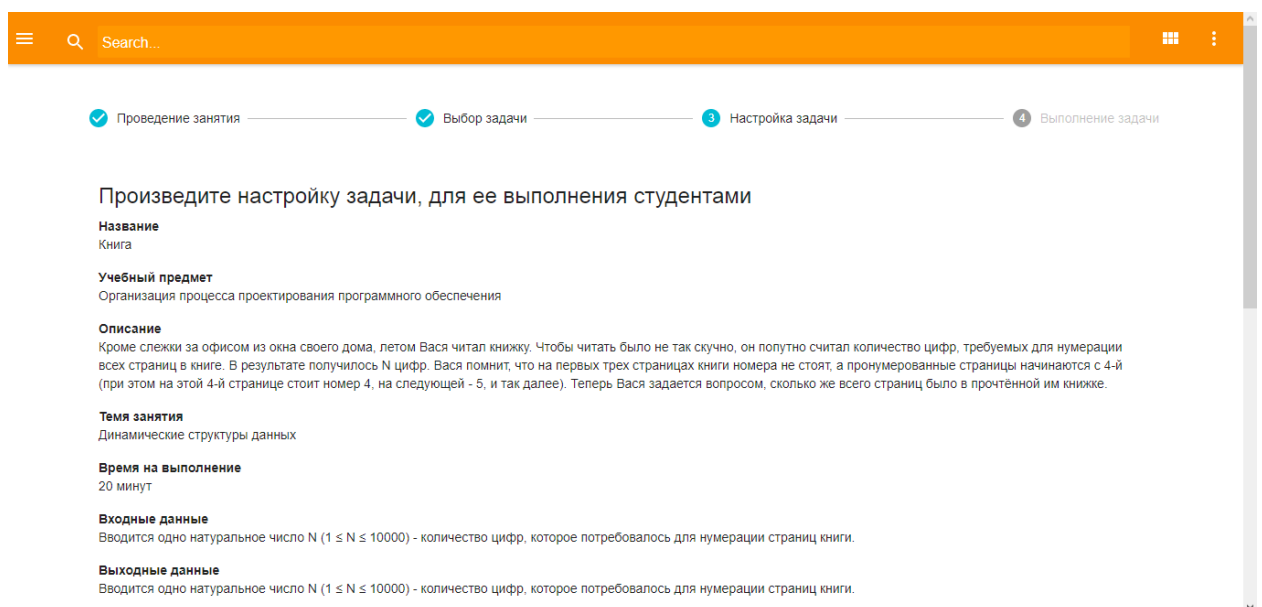 Search...
Проведение занятия
Выбор задачи
3 Настройка задачи
4 Выполнение задачи
Произведите настройку задачи, для ее выполнения студентами
Название
Книга
Учебный предмет
Организация процесса проектирования программного обеспечения
Описание
Кроме слежки за офисом из окна своего дома, летом Вася читал книжку. Чтобы читать было не так скучно, он попутно считал количество цифр, требуемых для нумерации
всех страниц в книге. В результате получилось N цифр. Вася помнит, что на первых трех страницах книги номера не стоят, а пронумерованные страницы начинаются с 4-й
(при этом на этой 4-й странице стоит номер 4, на следующей - 5, и так далее). Теперь Вася задается вопросом, сколько же всего страниц было в прочтённой им книжке.
Темя занятия
Динамические структуры данных
Время на выполнение
20 минут
Входные данные
Вводится одно натуральное число N (1 ≤ N ≤ 10000) - количество цифр, которое потребовалось для нумерации страниц книги.
Выходные данные
Вводится одно натуральное число N (1 ≤ N ≤ 10000) - количество цифр, которое потребовалось для нумерации страниц книги.